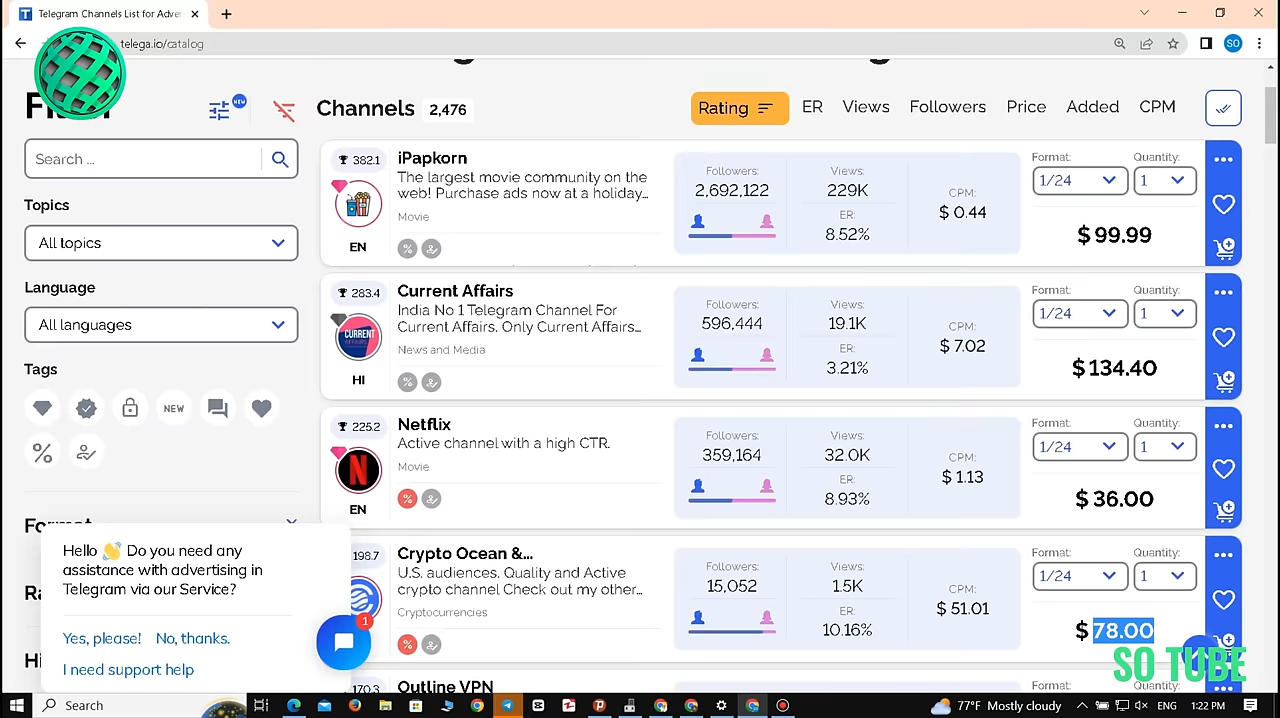 Telegram Channels List for Adver
telega.io/catalog
SO
NEW
Channels 2,476
Rating ER Views Followers Price Added CPM
Search ...
Topics
All topics
Language
All languages
Tags
NEW
Format
382.1
EN
iPapkorn
The largest movie community on the
web! Purchase ads now at a holiday...
Movie
Followers:
2,692,122
Views:
229K
ER:
8.52%
CPM:
$ 0.44
Format: Quantity:
1/24 1
$ 99.99
283.4
CURRENT
AFFAIRS
HI
Current Affairs
India No 1 Telegram Channel For
Current Affairs. Only Current Affairs...
News and Media
Followers:
596,444
Views:
19.1K
ER:
3.21%
CPM:
$ 7.02
Format: Quantity:
1/24 1
$ 134.40
225.2
N
EN
Netflix
Active channel with a high CTR.
Movie
Followers:
359,164
Views:
32.0K
ER:
8.93%
CPM:
$ 1.13
Format: Quantity:
1/24 1
$ 36.00
198.7
Crypto Ocean &...
U.S. audiences. Quality and Active
crypto channel Check out my other...
Cryptocurrencies
Followers:
15,052
Views:
1.5K
ER:
10.16%
CPM:
$ 51.01
Format: Quantity:
1/24 1
$ 78.00
170.3
Outline VPN
Format: Quantity:
Hello 👋 Do you need any
assistance with advertising in
Telegram via our Service?
Yes, please! No, thanks.
I need support help
1
SO TUBE
Search
77°F Mostly cloudy
ENG
1:22 PM